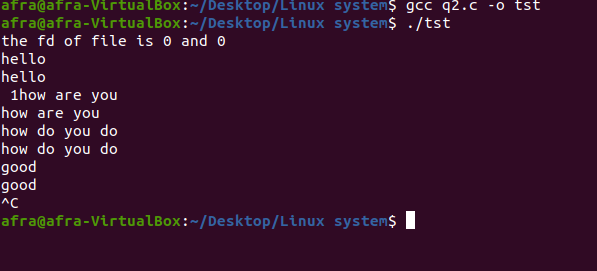 afra@afra-VirtualBox:~/Desktop/Linux system$ gcc q2.c -o tst
afra@afra-VirtualBox:~/Desktop/Linux system$ ./tst
the fd of file is 0 and 0
hello
hello
 1how are you
how are you
how do you do
how do you do
good
good
^C
afra@afra-VirtualBox:~/Desktop/Linux system$